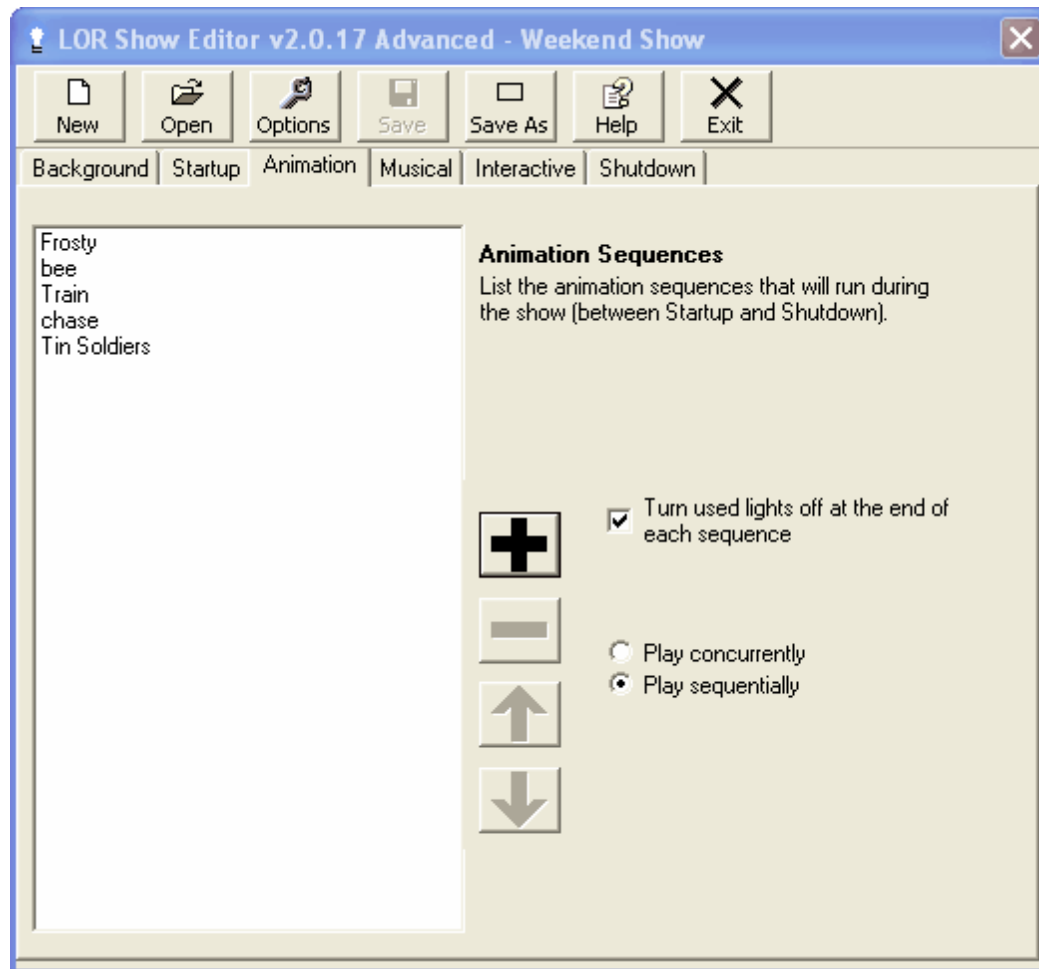 LOR Show Editor v2.0.17 Advanced - Weekend Show
New Open Options Save Save As Help Exit
Background Startup Animation Musical Interactive Shutdown
Frosty
bee
Train
chase
Tin Soldiers
Animation Sequences
List the animation sequences that will run during
the show (between Startup and Shutdown).
Turn used lights off at the end of
each sequence
Play concurrently
Play sequentially